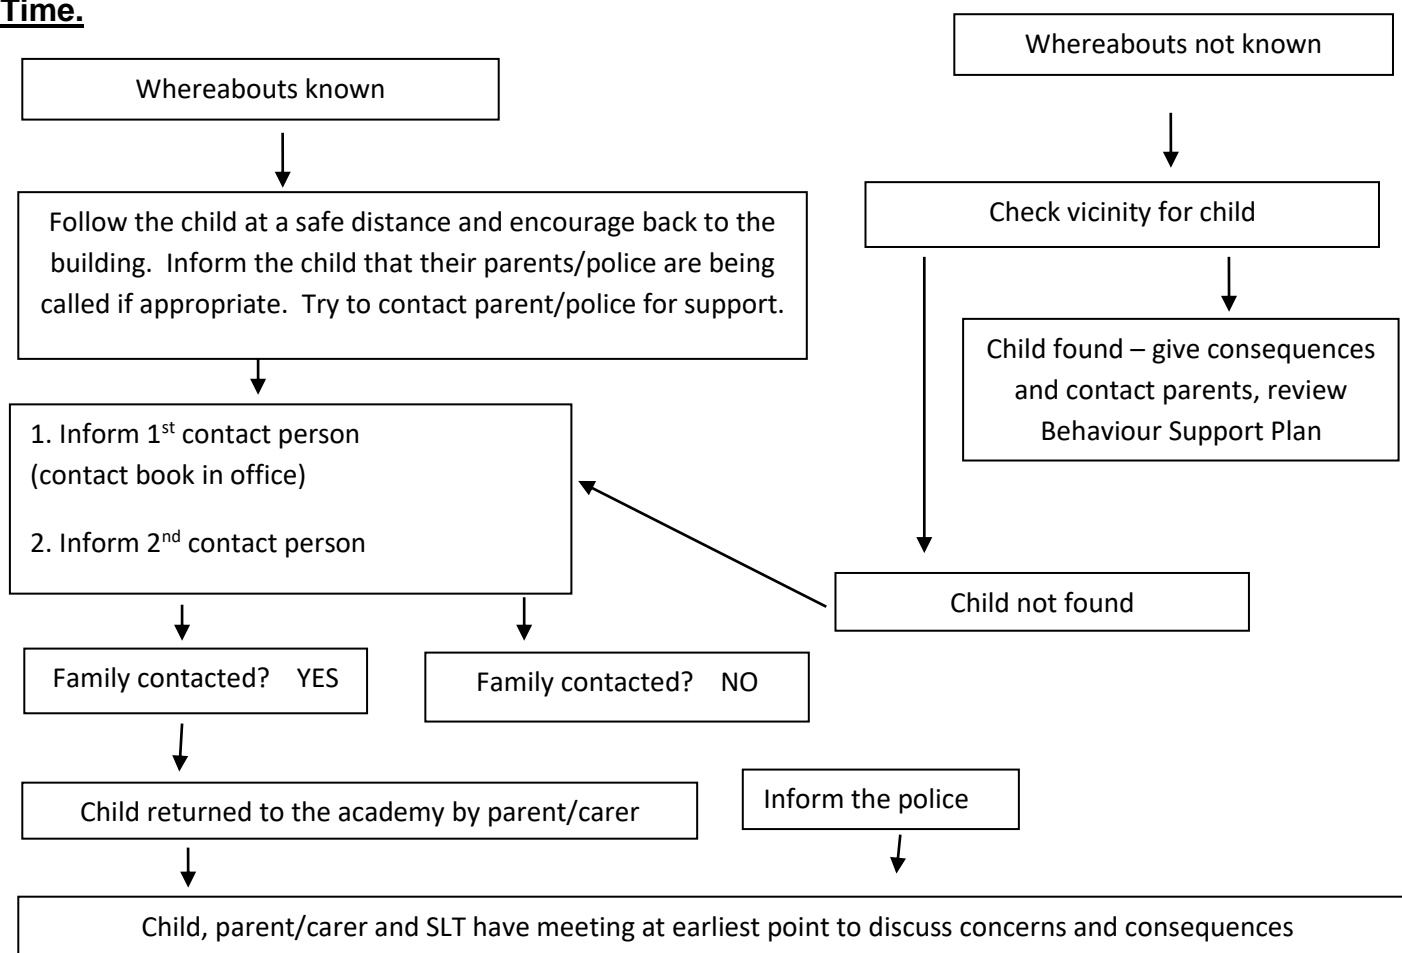 Time.
Whereabouts not known
Whereabouts known
Check vicinity for child
Follow the child at a safe distance and encourage back to the
building.  Inform the child that their parents/police are being
called if appropriate.  Try to contact parent/police for support.
Child found – give consequences
and contact parents, review
Behaviour Support Plan
1. Inform 1st contact person
(contact book in office)
2. Inform 2nd contact person
Child not found
Family contacted?   YES
Family contacted?   NO
Child returned to the academy by parent/carer
Inform the police
Child, parent/carer and SLT have meeting at earliest point to discuss concerns and consequences